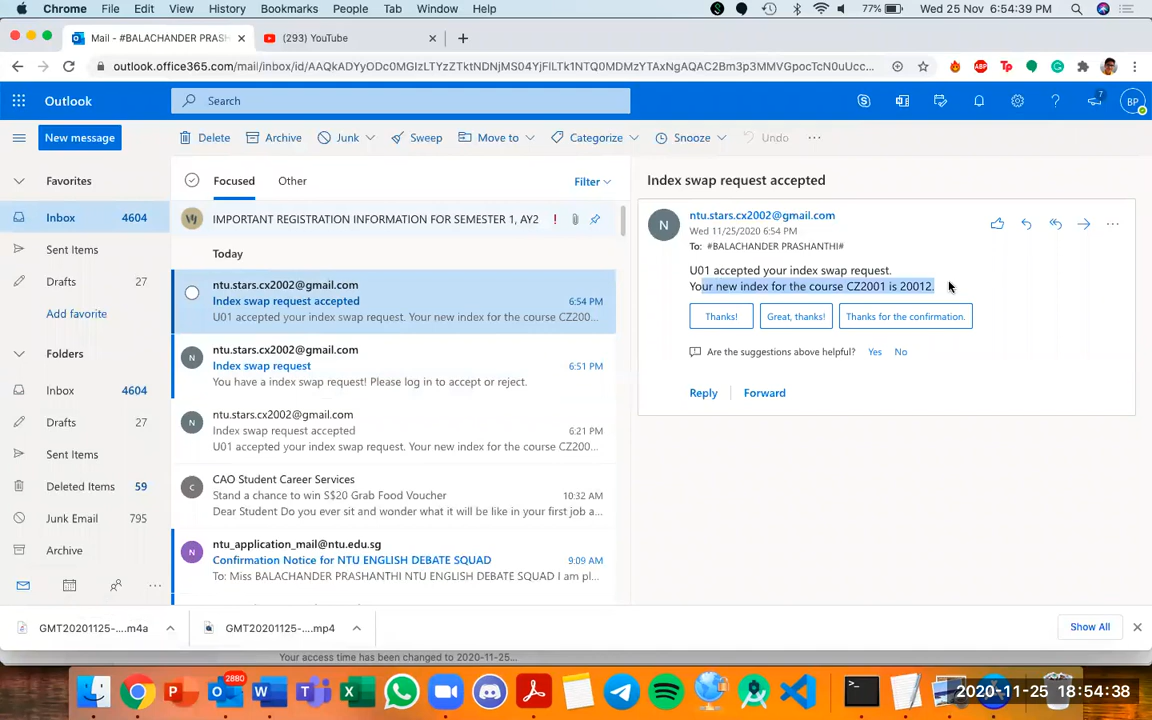 Chrome File Edit View History Bookmarks People Tab Window Help 77% Wed 25 Nov 6:54:39 PM
Mail - #BALACHANDER PRASH
(293) YouTube
outlook.office365.com/mail/inbox/id/AAQkADYyODc0MGIzLTYzZTktNDNjMS04YjFlLTk1NTQ0MDMzYTAxNgAQAC2Bm3p3MMVGpocTcN0uUcc...
Outlook
Search
7
BP
New message
Delete Archive Junk Sweep Move to Categorize Snooze Undo
Favorites
Inbox 4604
Sent Items
Drafts 27
Add favorite
Folders
Inbox 4604
Drafts 27
Sent Items
Deleted Items 59
Junk Email 795
Archive
Focused Other Filter
IMPORTANT REGISTRATION INFORMATION FOR SEMESTER 1, AY2 !
Today
ntu.stars.cx2002@gmail.com
Index swap request accepted 6:54 PM
U01 accepted your index swap request. Your new index for the course CZ200...
N
ntu.stars.cx2002@gmail.com
Index swap request 6:51 PM
You have a index swap request! Please log in to accept or reject.
N
ntu.stars.cx2002@gmail.com
Index swap request accepted 6:21 PM
U01 accepted your index swap request. Your new index for the course CZ200...
C
CAO Student Career Services
Stand a chance to win S$20 Grab Food Voucher 10:32 AM
Dear Student Do you ever sit and wonder what it will be like in your first job a...
N
ntu_application_mail@ntu.edu.sg
Confirmation Notice for NTU ENGLISH DEBATE SQUAD 9:09 AM
To: Miss BALACHANDER PRASHANTHI NTU ENGLISH DEBATE SQUAD I am pl...
Index swap request accepted
N
ntu.stars.cx2002@gmail.com
Wed 11/25/2020 6:54 PM
To: #BALACHANDER PRASHANTHI#
U01 accepted your index swap request.
Your new index for the course CZ2001 is 20012.
Thanks! Great, thanks! Thanks for the confirmation.
Are the suggestions above helpful? Yes No
Reply Forward
GMT20201125-....m4a
GMT20201125-....mp4
Show All
Your access time has been changed to 2020-11-25...
2880
2020-11-25 18:54:38